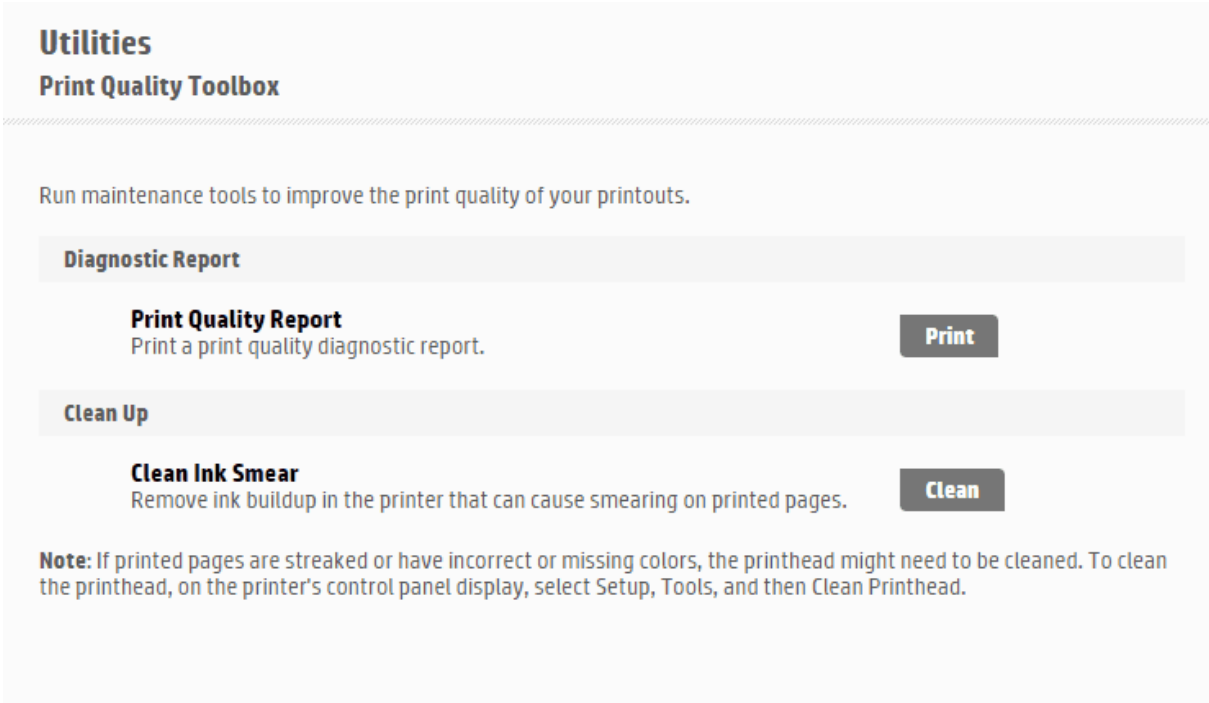 Utilities
Print Quality Toolbox
Run maintenance tools to improve the print quality of your printouts.
Diagnostic Report
Print Quality Report
Print a print quality diagnostic report.
Print
Clean Up
Clean Ink Smear
Remove ink buildup in the printer that can cause smearing on printed pages.
Clean
Note: If printed pages are streaked or have incorrect or missing colors, the printhead might need to be cleaned. To clean
the printhead, on the printer's control panel display, select Setup, Tools, and then Clean Printhead.